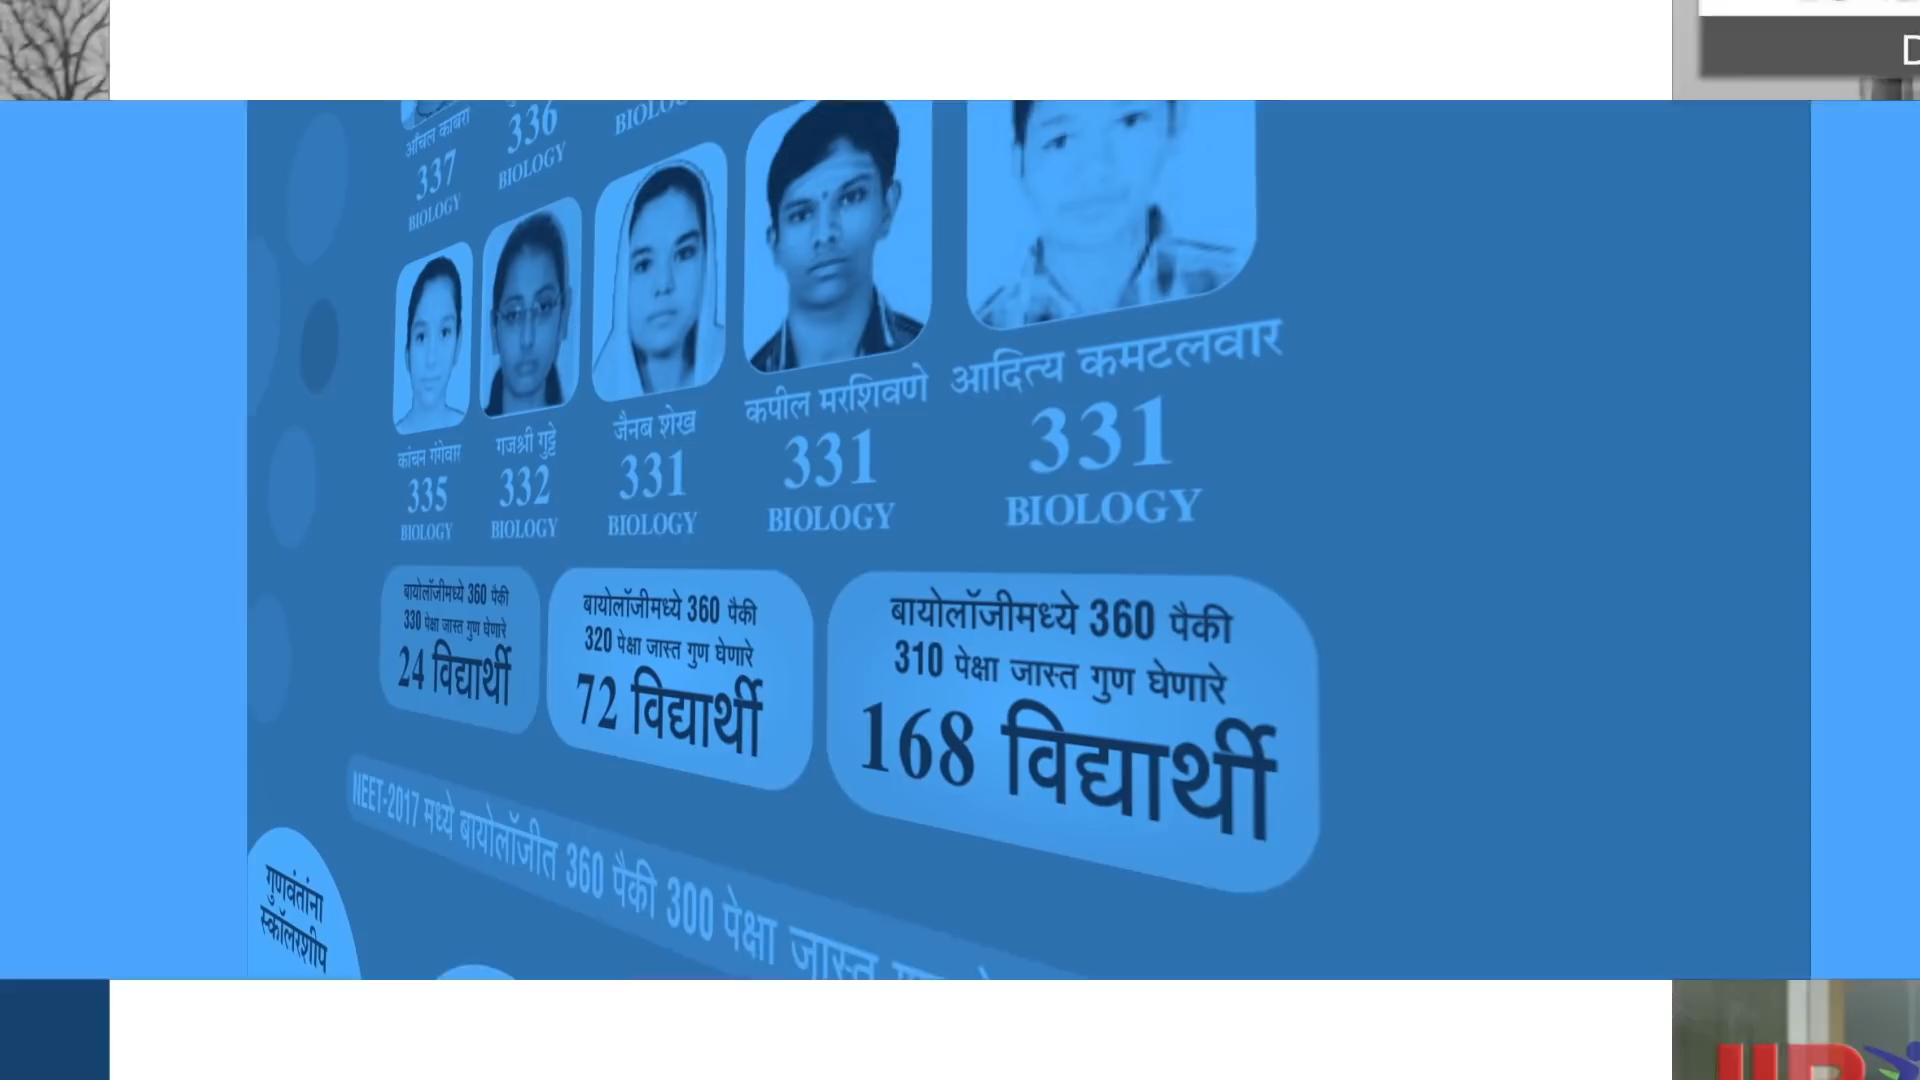 D
आँचल काबरा
337
BIOLOGY
336
BIOLOGY
कांचन गंगेवार
335
BIOLOGY
गजश्री गुट्टे
332
BIOLOGY
जैनब शेख
331
BIOLOGY
कपील मरशिवणे
331
BIOLOGY
आदित्य कमटलवार
331
BIOLOGY
बायोलॉजीमध्ये 360 पैकी
330 पेक्षा जास्त गुण घेणारे
24 विद्यार्थी
बायोलॉजीमध्ये 360 पैकी
320 पेक्षा जास्त गुण घेणारे
72 विद्यार्थी
बायोलॉजीमध्ये 360 पैकी
310 पेक्षा जास्त गुण घेणारे
168 विद्यार्थी
NEET-2017 मध्ये बायोलॉजीत 360 पैकी 300 पेक्षा जास्त
गुणवंतांना
स्कॉलरशीप